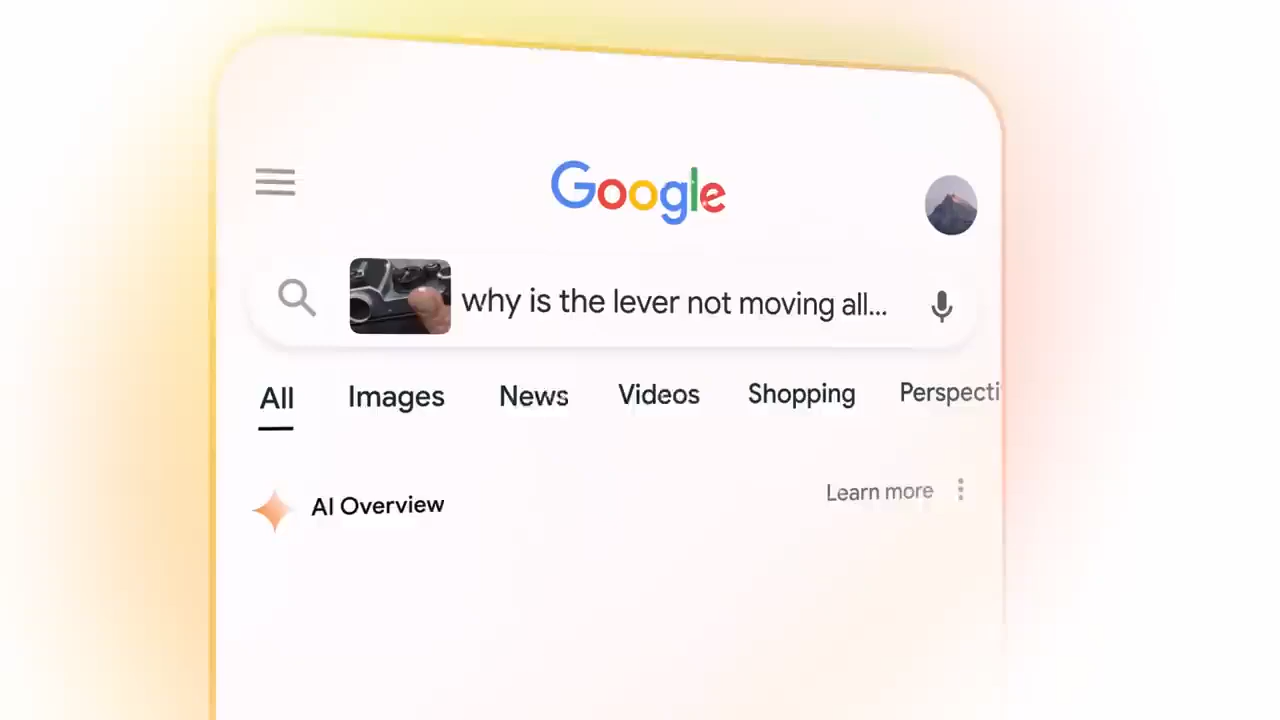 Google
why is the lever not moving all...
All Images News Videos Shopping Perspecti
AI Overview Learn more